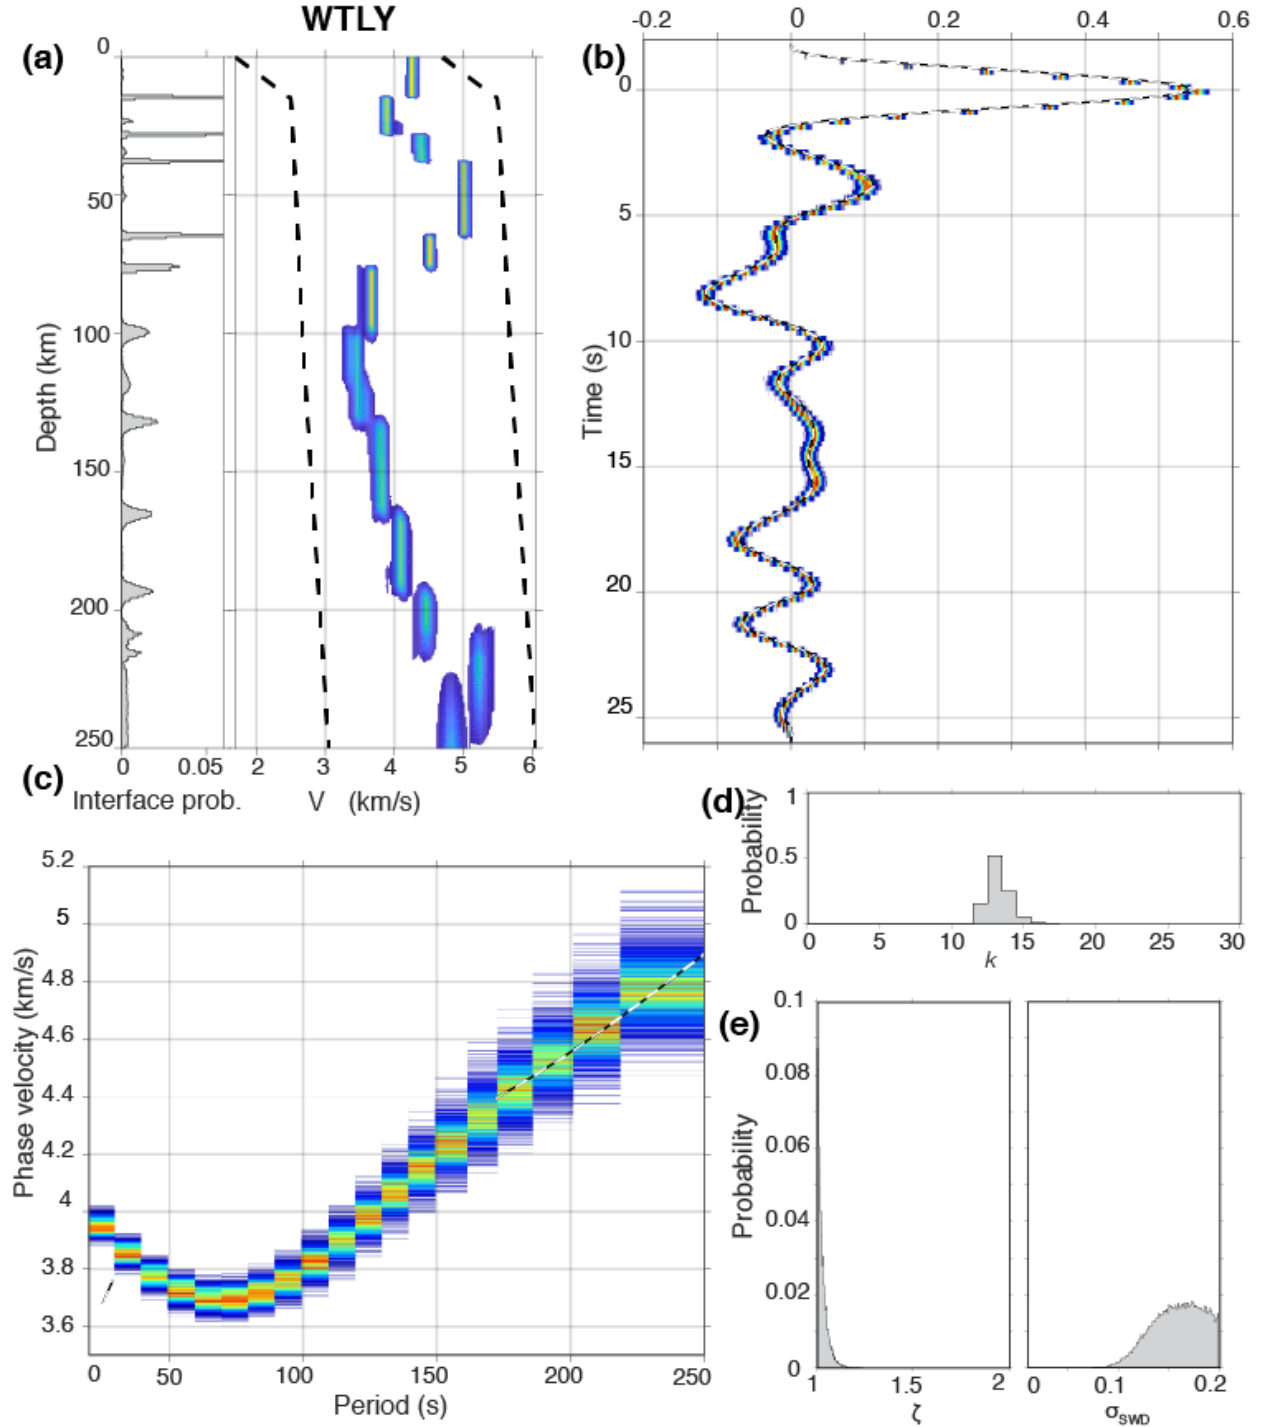 WTLY
(a)
0
50
100
150
200
250
Depth (km)
0 0.05 2 3 4 5 6
Interface prob. V (km/s)
(b)
-0.2 0 0.2 0.4 0.6
0
5
10
15
20
25
Time (s)
(c)
5.2
5
4.8
4.6
4.4
4.2
4
3.8
3.6
Phase velocity (km/s)
0 50 100 150 200 250
Period (s)
(d)
Probability
1
0.5
0
0 5 10 15 20 25 30
k
(e)
Probability
0.1
0.08
0.06
0.04
0.02
0
1 1.5 2 0 0.1 0.2
ζ σSWD